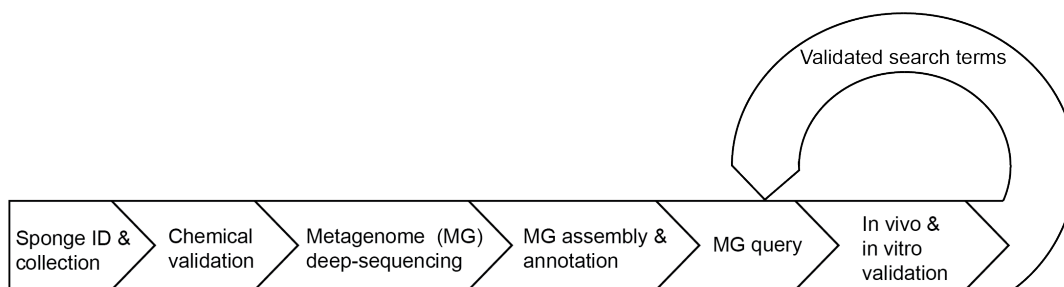 Validated search terms
Sponge ID &
collection
Chemical
validation
Metagenome (MG)
deep-sequencing
MG assembly &
annotation
MG query
In vivo &
in vitro
validation